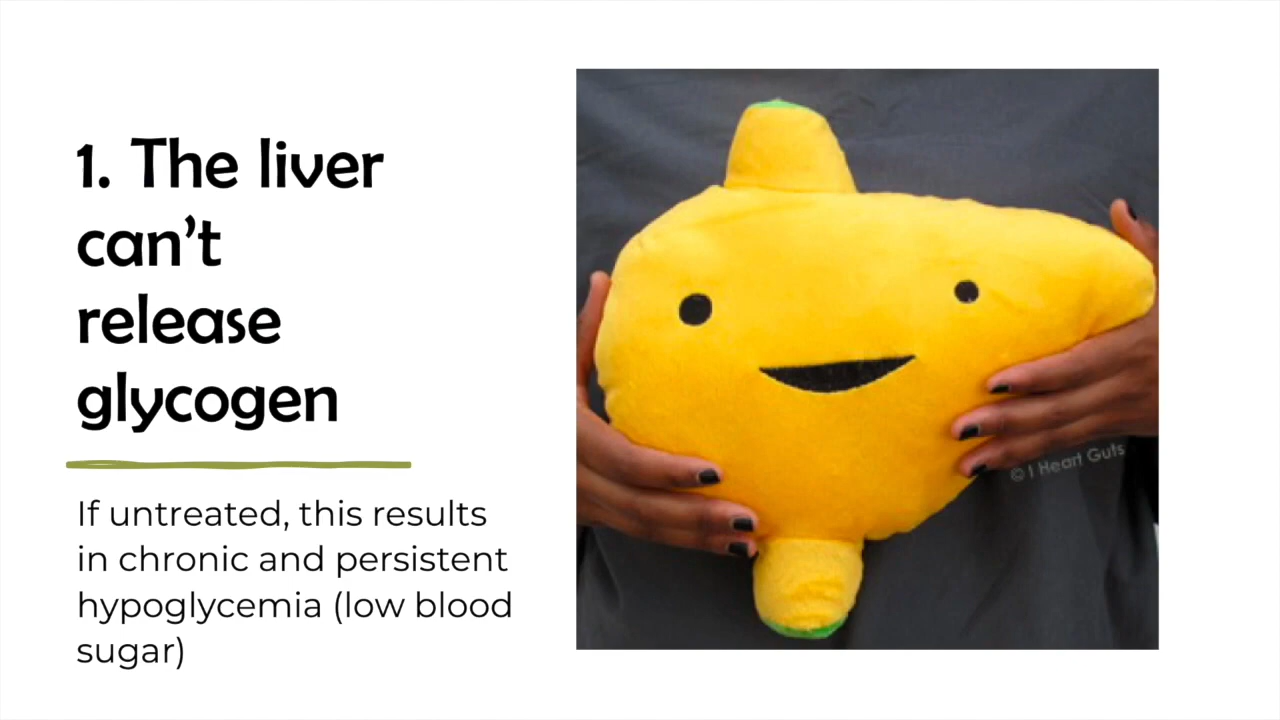 1. The liver
can't
release
glycogen
If untreated, this results
in chronic and persistent
hypoglycemia (low blood
sugar)
© I Heart Guts